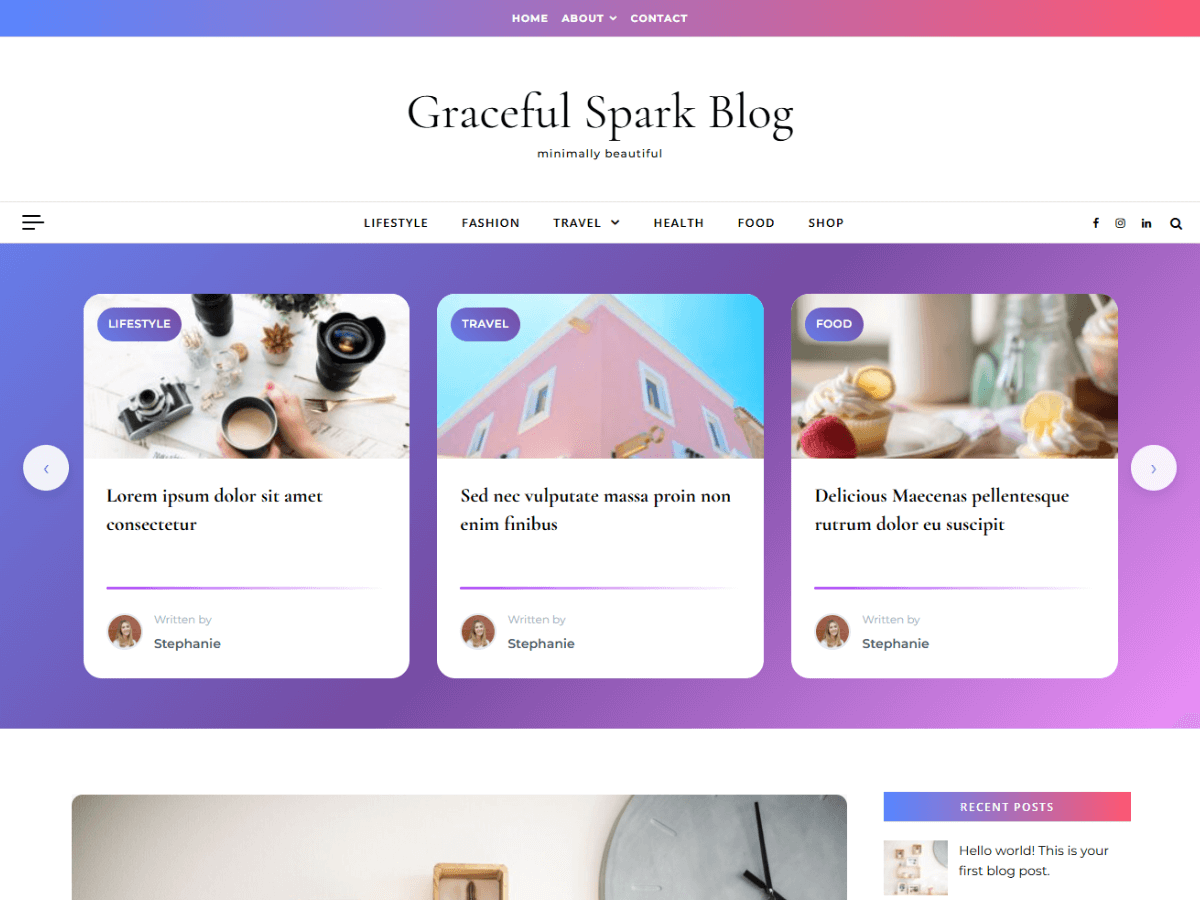 HOME ABOUT CONTACT
Graceful Spark Blog
minimally beautiful
LIFESTYLE FASHION TRAVEL HEALTH FOOD SHOP
LIFESTYLE
Lorem ipsum dolor sit amet
consectetur
Written by
Stephanie
TRAVEL
Sed nec vulputate massa proin non
enim finibus
Written by
Stephanie
FOOD
Delicious Maecenas pellentesque
rutrum dolor eu suscipit
Written by
Stephanie
RECENT POSTS
Hello world! This is your
first blog post.